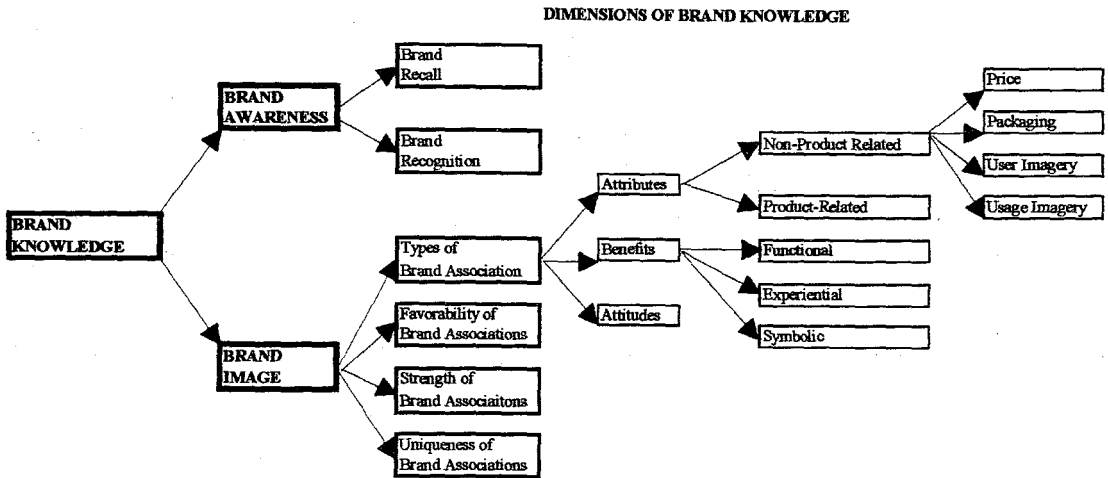 DIMENSIONS OF BRAND KNOWLEDGE
BRAND
KNOWLEDGE
BRAND
AWARENESS
Brand
Recall
Brand
Recognition
BRAND
IMAGE
Types of
Brand Association
Favorability of
Brand Associations
Strength of
Brand Associaitons
Uniqueness of
Brand Associations
Attributes
Benefits
Attitudes
Non-Product Related
Product-Related
Functional
Experiential
Symbolic
Price
Packaging
User Imagery
Usage Imagery